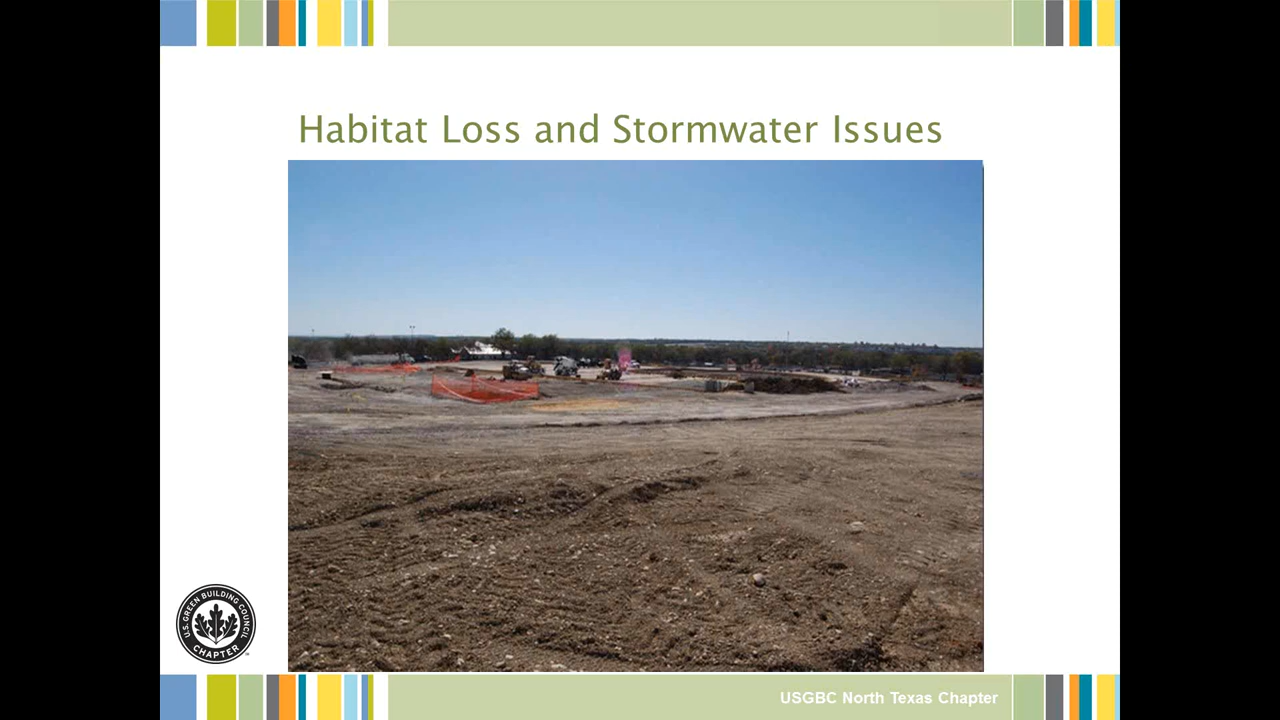 Habitat Loss and Stormwater Issues
U.S. GREEN BUILDING COUNCIL
CHAPTER
USGBC North Texas Chapter